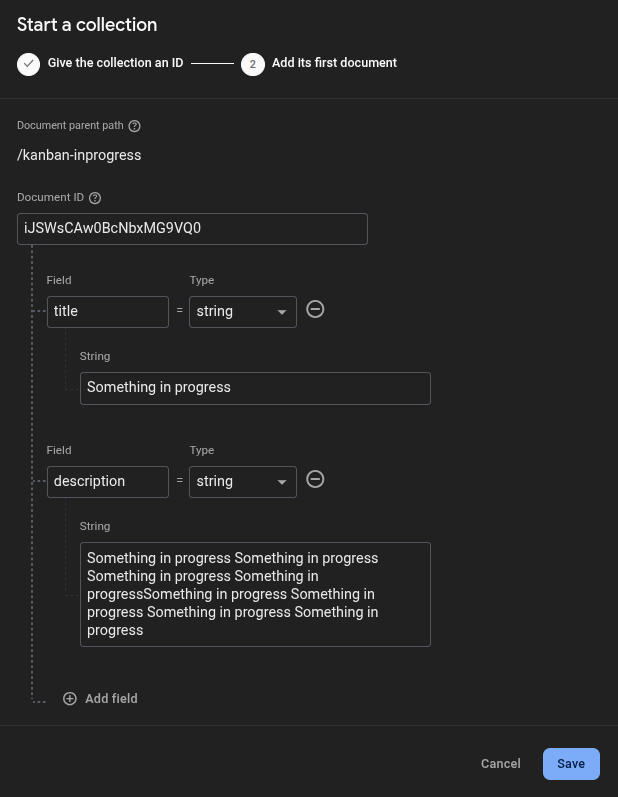 Start a collection
Give the collection an ID
2 Add its first document
Document parent path
/kanban-inprogress
Document ID
iJSWsCAw0BcNbxMG9VQ0
Field Type
title = string
String
Something in progress
Field Type
description = string
String
Something in progress Something in progress
Something in progress Something in
progressSomething in progress Something in
progress Something in progress Something in
progress
Add field
Cancel Save